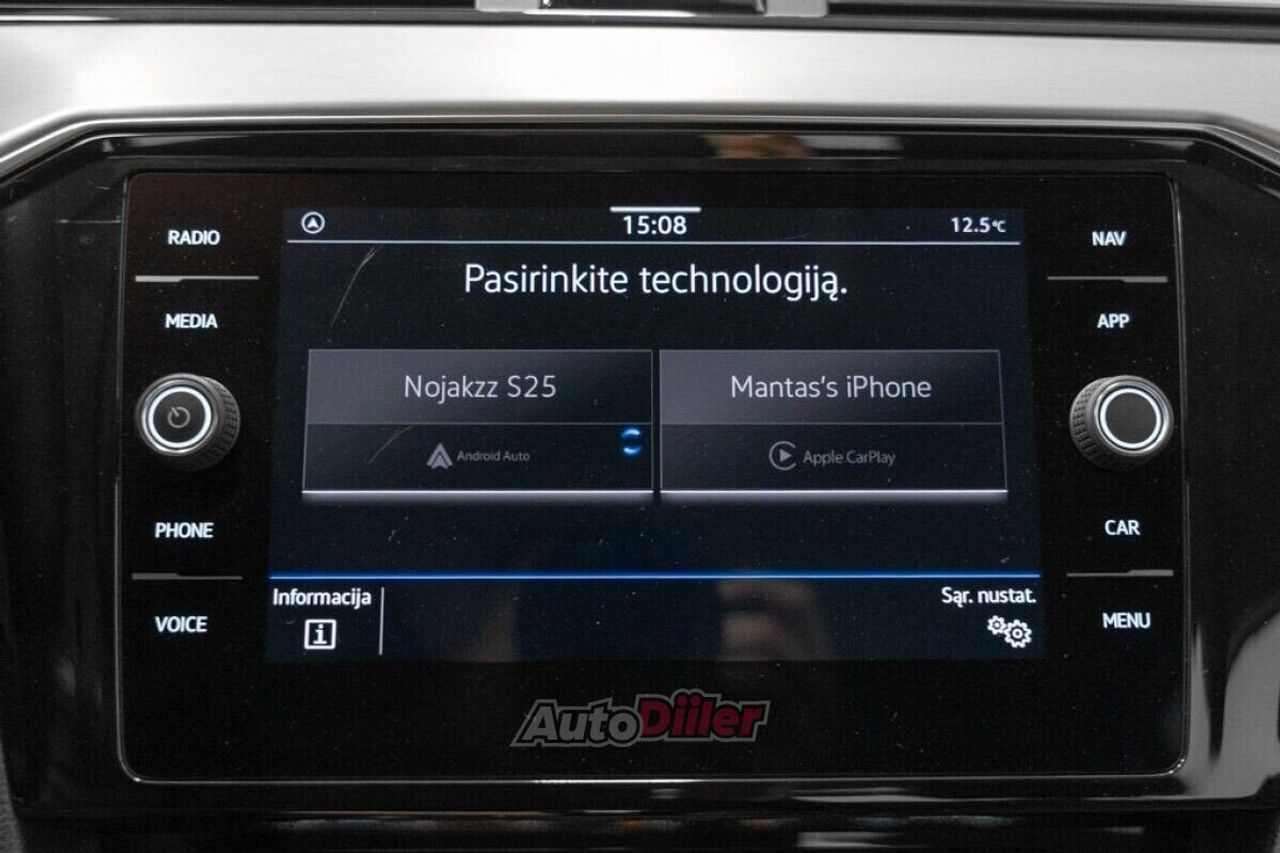 RADIO
MEDIA
PHONE
VOICE
15:08
12.5°C
Pasirinkite technologiją.
Nojakzz S25
Android Auto
Mantas's iPhone
Apple CarPlay
Informacija
i
Sąr. nustat.
NAV
APP
CAR
MENU
AutoDiiler